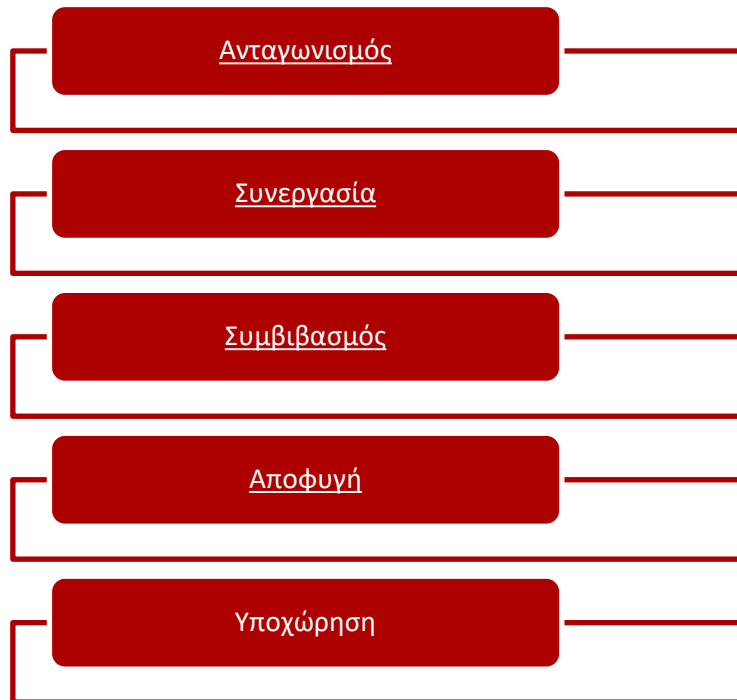 Ανταγωνισμός
Συνεργασία
Συμβιβασμός
Αποφυγή
Υποχώρηση